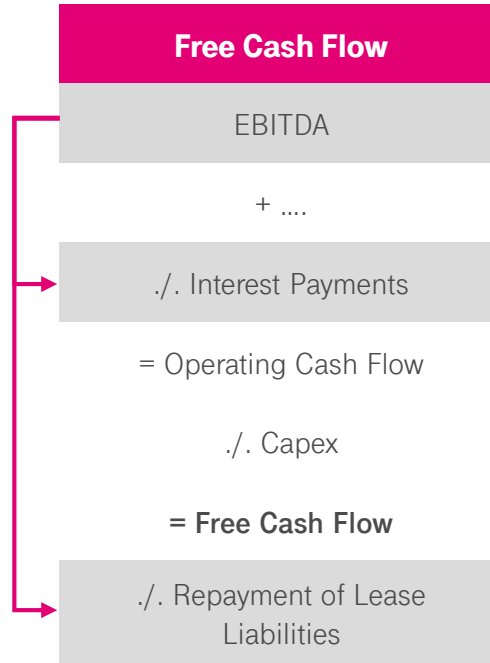 Free Cash Flow
EBITDA
+ ....
./. Interest Payments
= Operating Cash Flow
./. Capex
= Free Cash Flow
./. Repayment of Lease
Liabilities